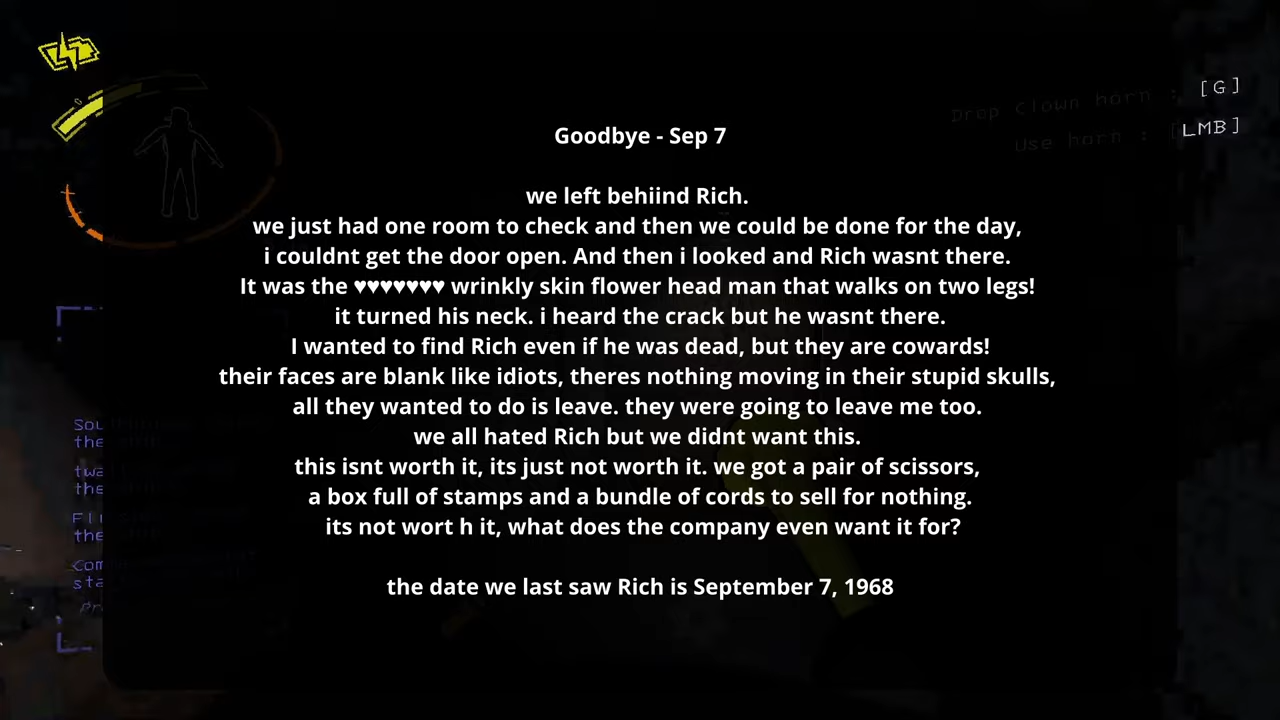 Goodbye - Sep 7
Drop Clown horn : [G]
Use horn : [LMB]
we left behiind Rich.
we just had one room to check and then we could be done for the day,
i couldnt get the door open. And then i looked and Rich wasnt there.
It was the ♥♥♥♥♥♥♥ wrinkly skin flower head man that walks on two legs!
it turned his neck. i heard the crack but he wasnt there.
I wanted to find Rich even if he was dead, but they are cowards!
their faces are blank like idiots, theres nothing moving in their stupid skulls,
all they wanted to do is leave. they were going to leave me too.
we all hated Rich but we didnt want this.
this isnt worth it, its just not worth it. we got a pair of scissors,
a box full of stamps and a bundle of cords to sell for nothing.
its not wort h it, what does the company even want it for?
the date we last saw Rich is September 7, 1968